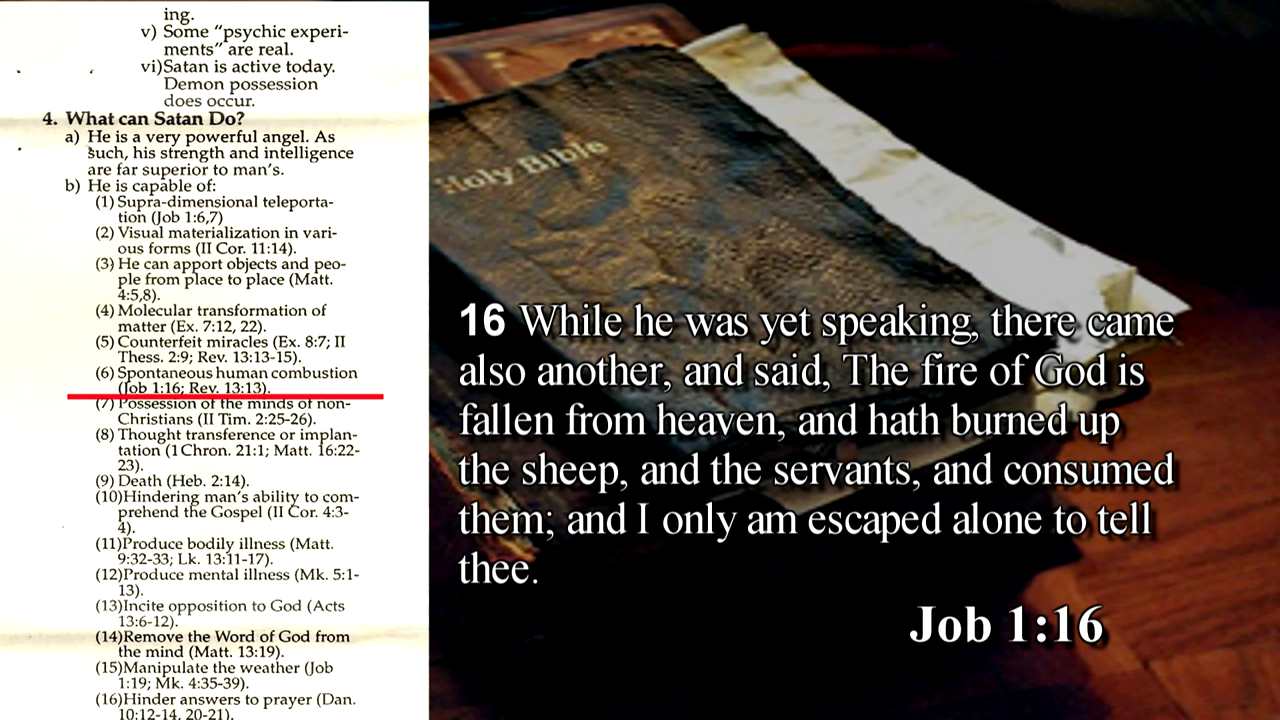 ing.
v) Some “psychic experi-
ments” are real.
vi)Satan is active today.
Demon possession
does occur.
4. What can Satan Do?
a) He is a very powerful angel. As
such, his strength and intelligence
are far superior to man's.
b) He is capable of:
(1) Supra-dimensional teleporta-
tion (Job 1:6,7)
(2) Visual materialization in vari-
ous forms (II Cor. 11:14).
(3) He can apport objects and peo-
ple from place to place (Matt.
4:5,8).
(4) Molecular transformation of
matter (Ex. 7:12, 22).
(5) Counterfeit miracles (Ex. 8:7; II
Thess. 2:9; Rev. 13:13-15).
(6) Spontaneous human combustion
(Job 1:16; Rev. 13:13).
(7) Possession of the minds of non-
Christians (II Tim. 2:25-26).
(8) Thought transference or implan-
tation (1 Chron. 21:1; Matt. 16:22-
23).
(9) Death (Heb. 2:14).
(10)Hindering man's ability to com-
prehend the Gospel (II Cor. 4:3-
4).
(11)Produce bodily illness (Matt.
9:32-33; Lk. 13:11-17).
(12)Produce mental illness (Mk. 5:1-
13).
(13)Incite opposition to God (Acts
13:6-12).
(14)Remove the Word of God from
the mind (Matt. 13:19).
(15)Manipulate the weather (Job
1:19; Mk. 4:35-39).
(16)Hinder answers to prayer (Dan.
10:12-14, 20-21).
Holy Bible
16 While he was yet speaking, there came
also another, and said, The fire of God is
fallen from heaven, and hath burned up
the sheep, and the servants, and consumed
them; and I only am escaped alone to tell
thee.
Job 1:16